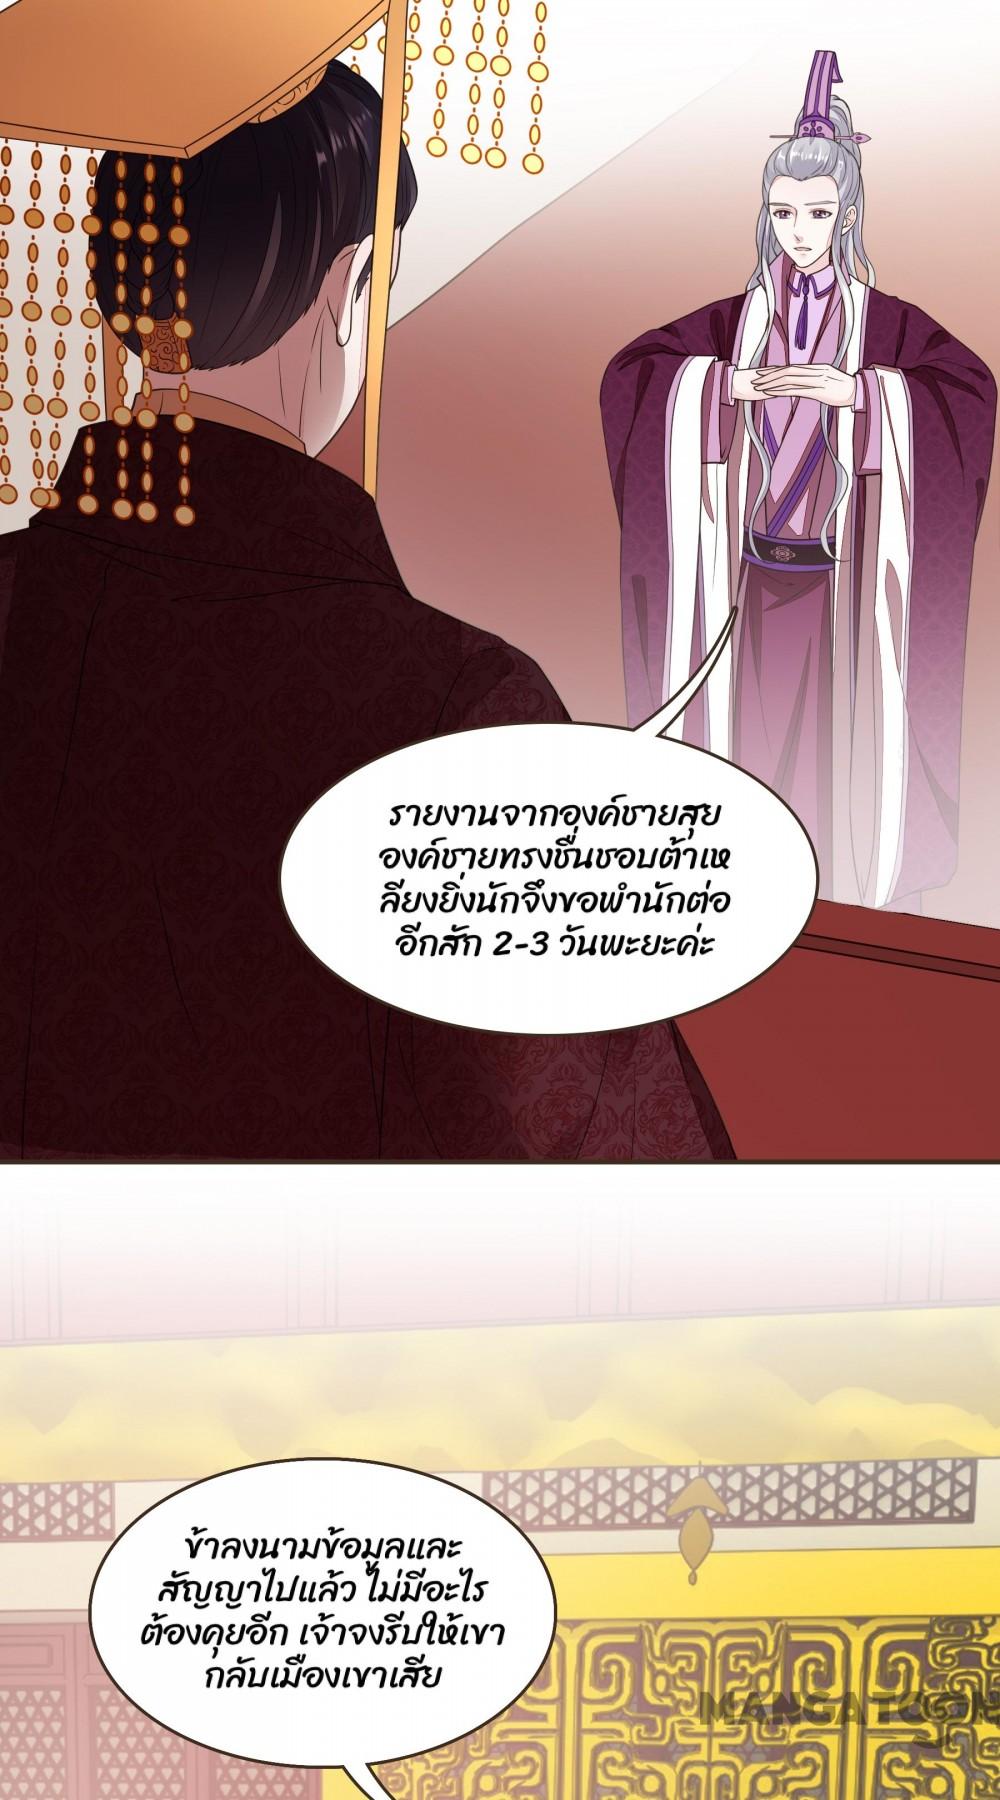 รายงานจากองค์ชายสุย
องค์ชายทรงชื่นชอบต้าเห
ลียงยิ่งนักจึงขอพำนักต่อ
อีกสัก 2-3 วันพะยะค่ะ
ข้าลงนามข้อมูลและ
สัญญาไปแล้ว ไม่มีอะไร
ต้องคุยอีก เจ้าจงรีบให้เขา
กลับเมืองเขาเสีย
MANGATOON